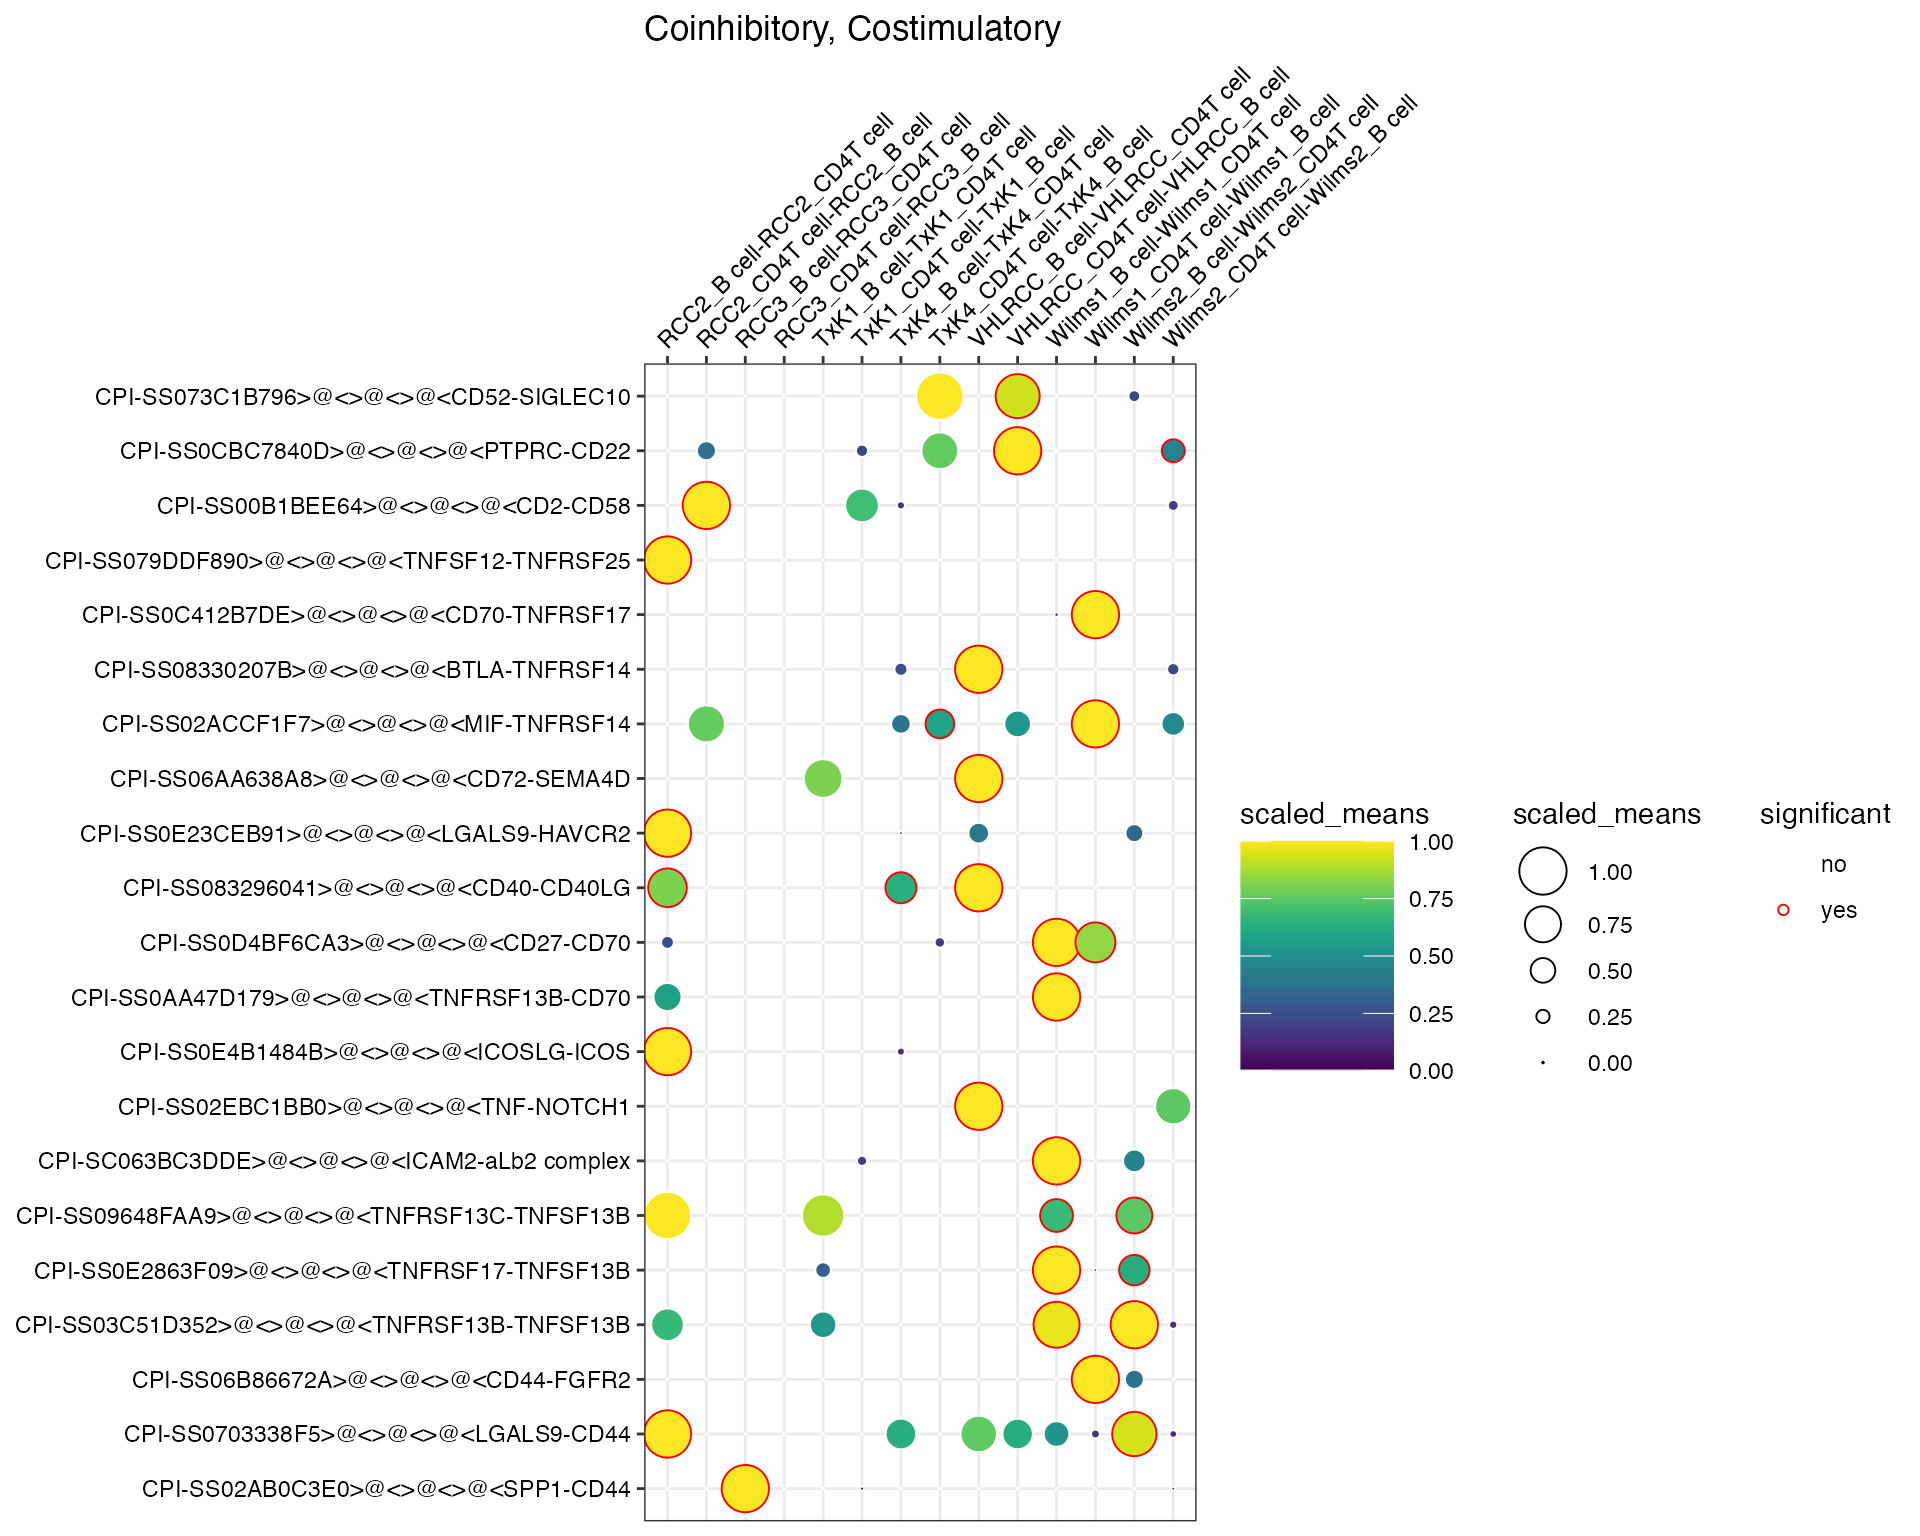 Coinhibitory, Costimulatory
RCC2_B cell-RCC2_CD4T cell
RCC2_CD4T cell-RCC2_B cell
RCC3_B cell-RCC3_CD4T cell
RCC3_CD4T cell-RCC3_B cell
TxK1_B cell-TxK1_CD4T cell
TxK1_CD4T cell-TxK1_B cell
TxK4_B cell-TxK4_CD4T cell
TxK4_CD4T cell-TxK4_B cell
VHLRCC_B cell-VHLRCC_CD4T cell
VHLRCC_CD4T cell-VHLRCC_B cell
Wilms1_B cell-Wilms1_CD4T cell
Wilms1_CD4T cell-Wilms1_B cell
Wilms2_B cell-Wilms2_CD4T cell
Wilms2_CD4T cell-Wilms2_B cell
CPI-SS073C1B796>@<>@<>@<CD52-SIGLEC10
CPI-SS0CBC7840D>@<>@<>@<PTPRC-CD22
CPI-SS00B1BEE64>@<>@<>@<CD2-CD58
CPI-SS079DDF890>@<>@<>@<TNFSF12-TNFRSF25
CPI-SS0C412B7DE>@<>@<>@<CD70-TNFRSF17
CPI-SS08330207B>@<>@<>@<BTLA-TNFRSF14
CPI-SS02ACCF1F7>@<>@<>@<MIF-TNFRSF14
CPI-SS06AA638A8>@<>@<>@<CD72-SEMA4D
CPI-SS0E23CEB91>@<>@<>@<LGALS9-HAVCR2
CPI-SS083296041>@<>@<>@<CD40-CD40LG
CPI-SS0D4BF6CA3>@<>@<>@<CD27-CD70
CPI-SS0AA47D179>@<>@<>@<TNFRSF13B-CD70
CPI-SS0E4B1484B>@<>@<>@<ICOSLG-ICOS
CPI-SS02EBC1BB0>@<>@<>@<TNF-NOTCH1
CPI-SC063BC3DDE>@<>@<>@<ICAM2-aLb2 complex
CPI-SS09648FAA9>@<>@<>@<TNFRSF13C-TNFSF13B
CPI-SS0E2863F09>@<>@<>@<TNFRSF17-TNFSF13B
CPI-SS03C51D352>@<>@<>@<TNFRSF13B-TNFSF13B
CPI-SS06B86672A>@<>@<>@<CD44-FGFR2
CPI-SS0703338F5>@<>@<>@<LGALS9-CD44
CPI-SS02AB0C3E0>@<>@<>@<SPP1-CD44
scaled_means
1.00
0.75
0.50
0.25
0.00
scaled_means
1.00
0.75
0.50
0.25
0.00
significant
no
yes